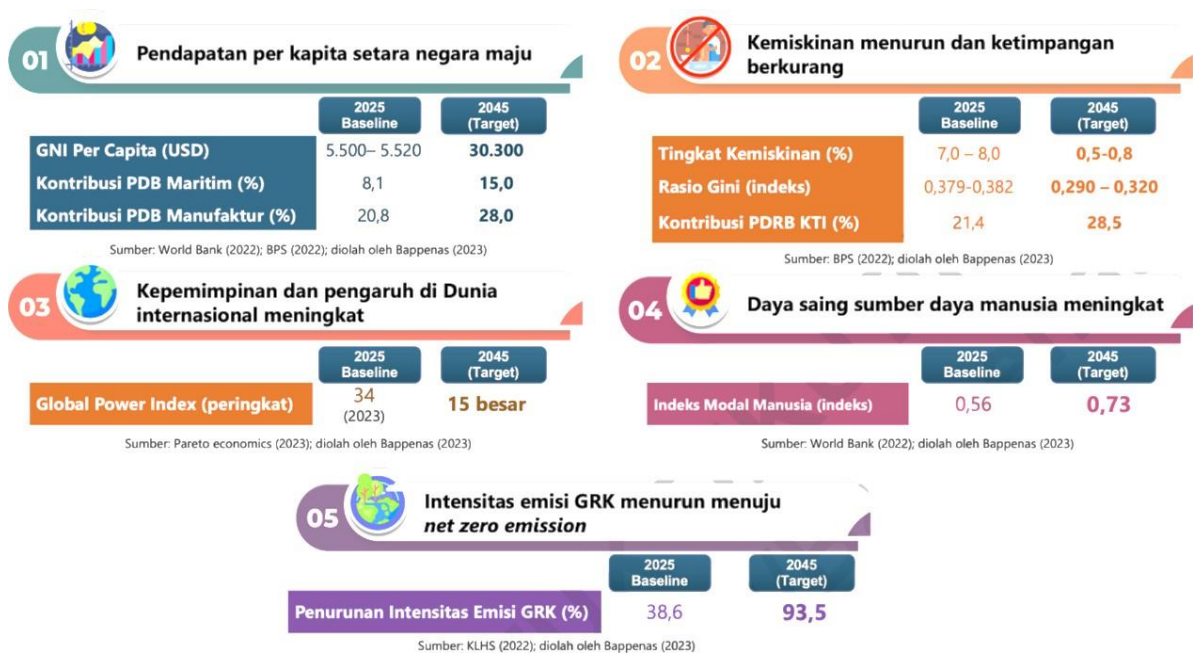 01
Pendapatan per kapita setara negara maju
2025 Baseline 2045 (Target)
GNI Per Capita (USD) 5.500– 5.520 30.300
Kontribusi PDB Maritim (%) 8,1 15,0
Kontribusi PDB Manufaktur (%) 20,8 28,0
Sumber: World Bank (2022); BPS (2022); diolah oleh Bappenas (2023)
02
Kemiskinan menurun dan ketimpangan
berkurang
2025 Baseline 2045 (Target)
Tingkat Kemiskinan (%) 7,0 – 8,0 0,5-0,8
Rasio Gini (indeks) 0,379-0,382 0,290 – 0,320
Kontribusi PDRB KTI (%) 21,4 28,5
Sumber: BPS (2022); diolah oleh Bappenas (2023)
03
Kepemimpinan dan pengaruh di Dunia
internasional meningkat
2025 Baseline 2045 (Target)
Global Power Index (peringkat) 34 (2023) 15 besar
Sumber: Pareto economics (2023); diolah oleh Bappenas (2023)
04
Daya saing sumber daya manusia meningkat
2025 Baseline 2045 (Target)
Indeks Modal Manusia (indeks) 0,56 0,73
Sumber: World Bank (2022); diolah oleh Bappenas (2023)
05
Intensitas emisi GRK menurun menuju
net zero emission
2025 Baseline 2045 (Target)
Penurunan Intensitas Emisi GRK (%) 38,6 93,5
Sumber: KLHS (2022); diolah oleh Bappenas (2023)